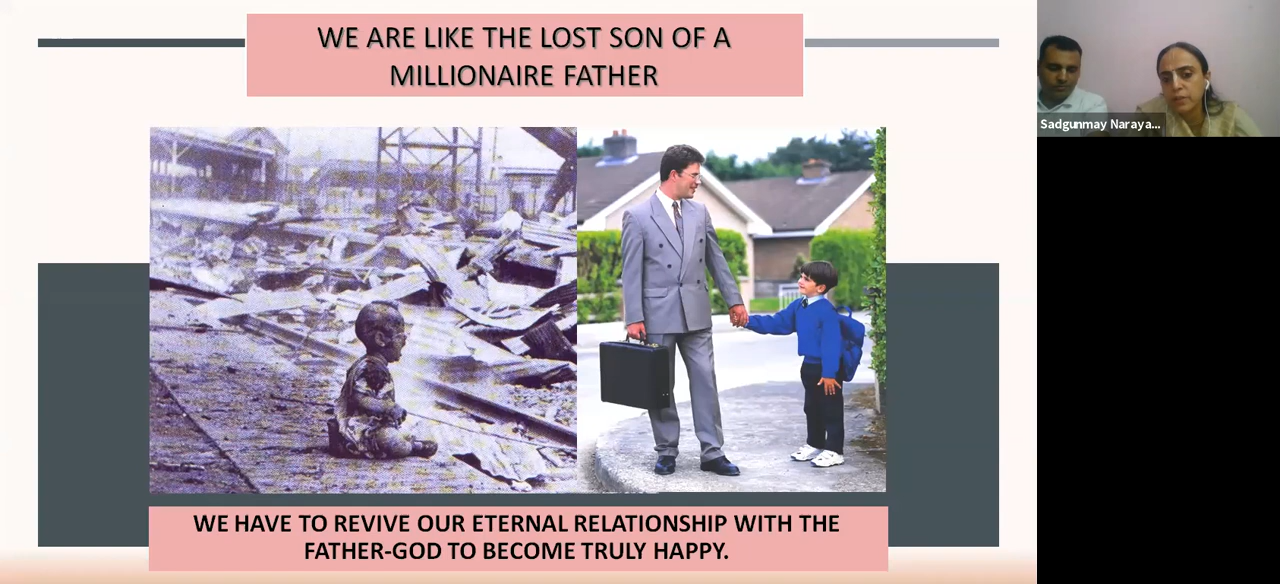 WE ARE LIKE THE LOST SON OF A
MILLIONAIRE FATHER
Sadgunmay Naraya...
WE HAVE TO REVIVE OUR ETERNAL RELATIONSHIP WITH THE
FATHER-GOD TO BECOME TRULY HAPPY.